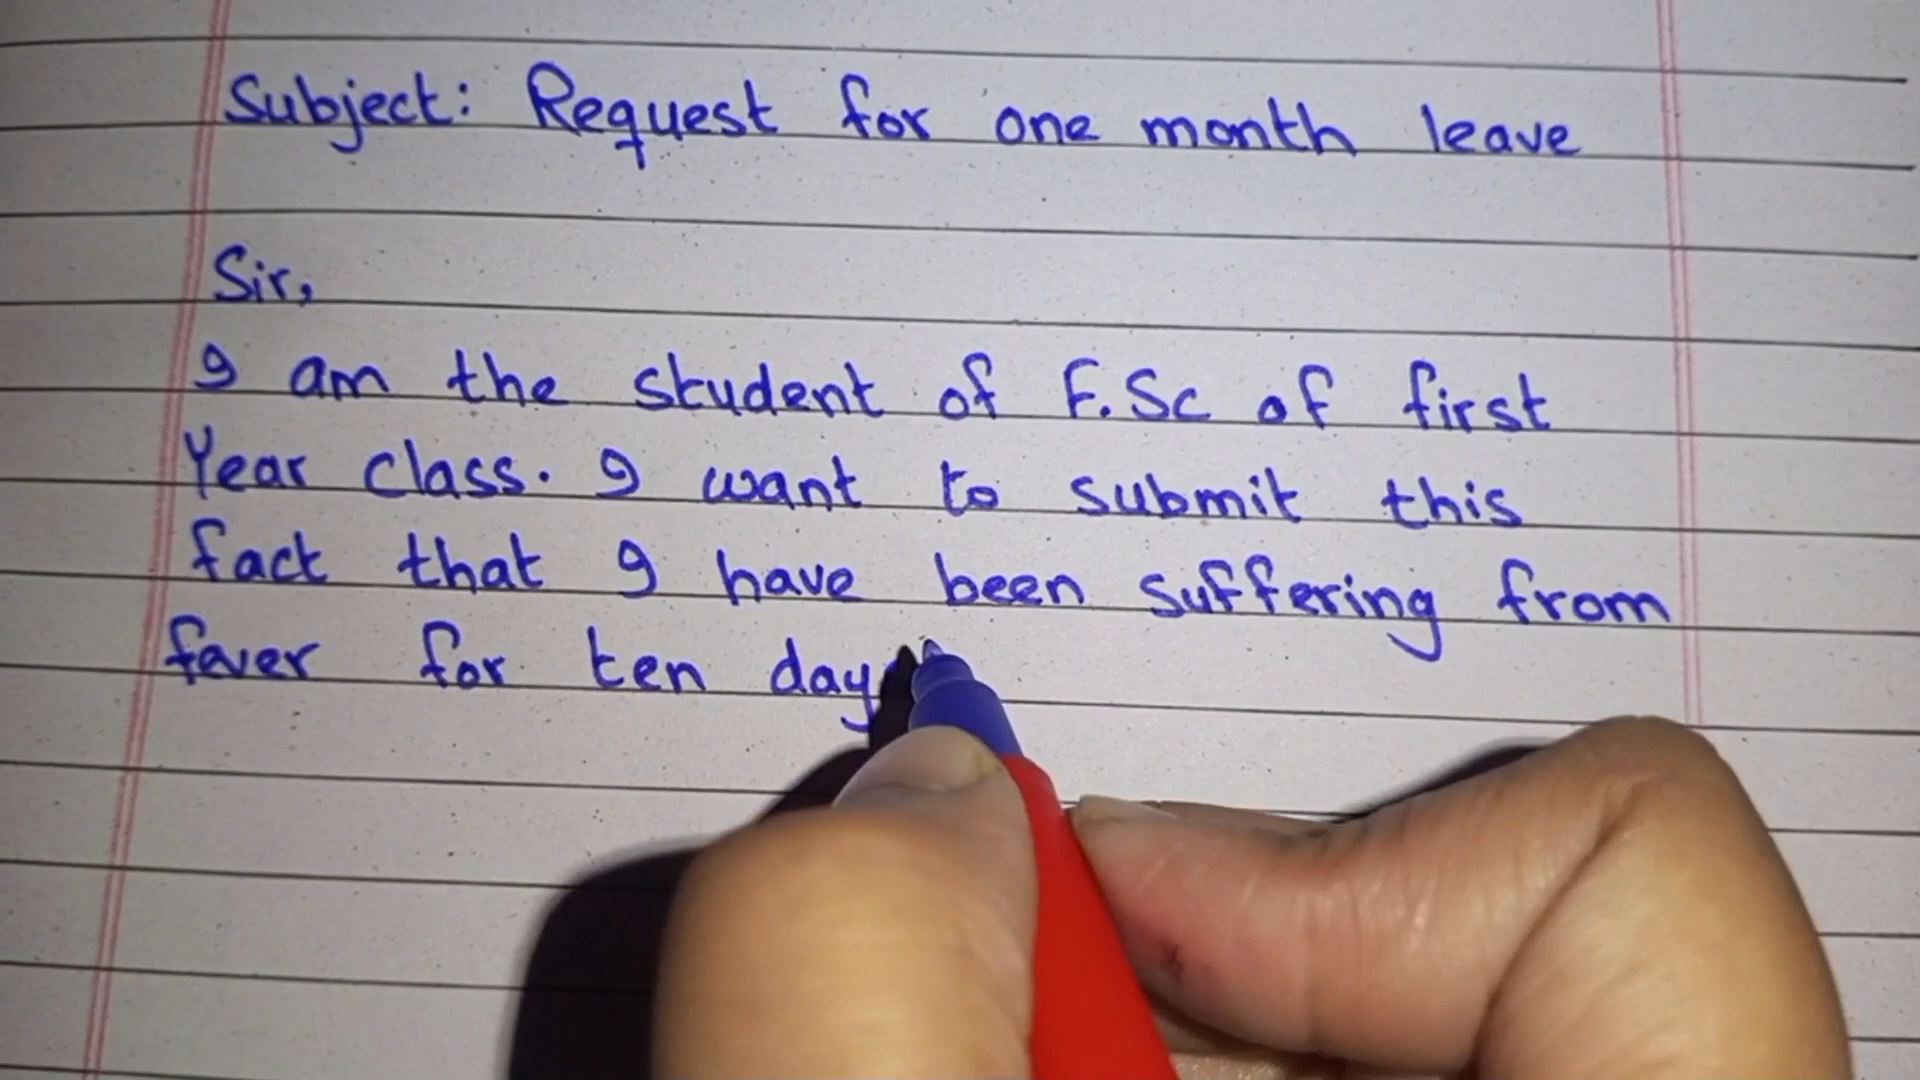 Subject: Request for one month leave
Sir,
I am the student of F.Sc of first
Year class. I want to submit this
fact that I have been suffering from
fever for ten day